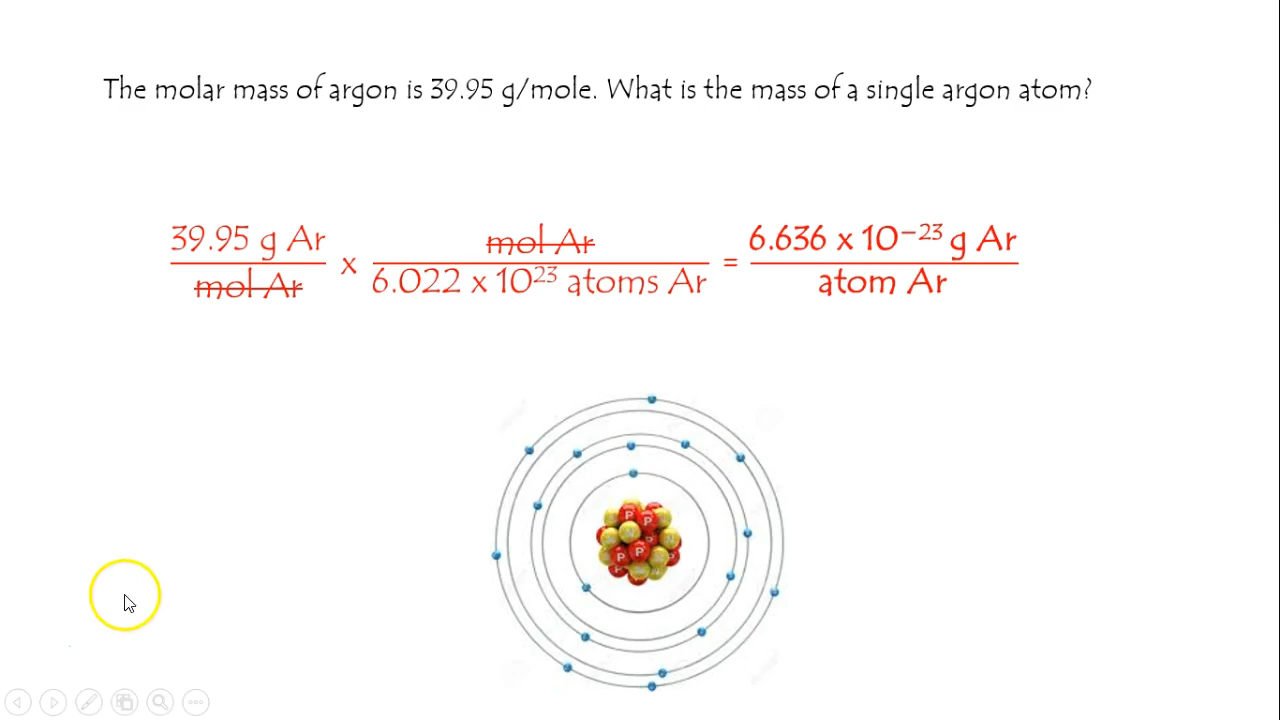 The molar mass of argon is 39.95 g/mole. What is the mass of a single argon atom?
39.95 g Ar / mol Ar x mol Ar / 6.022 x 10²³ atoms Ar = 6.636 x 10⁻²³ g Ar / atom Ar
P
P
P
N
P
P
P
P